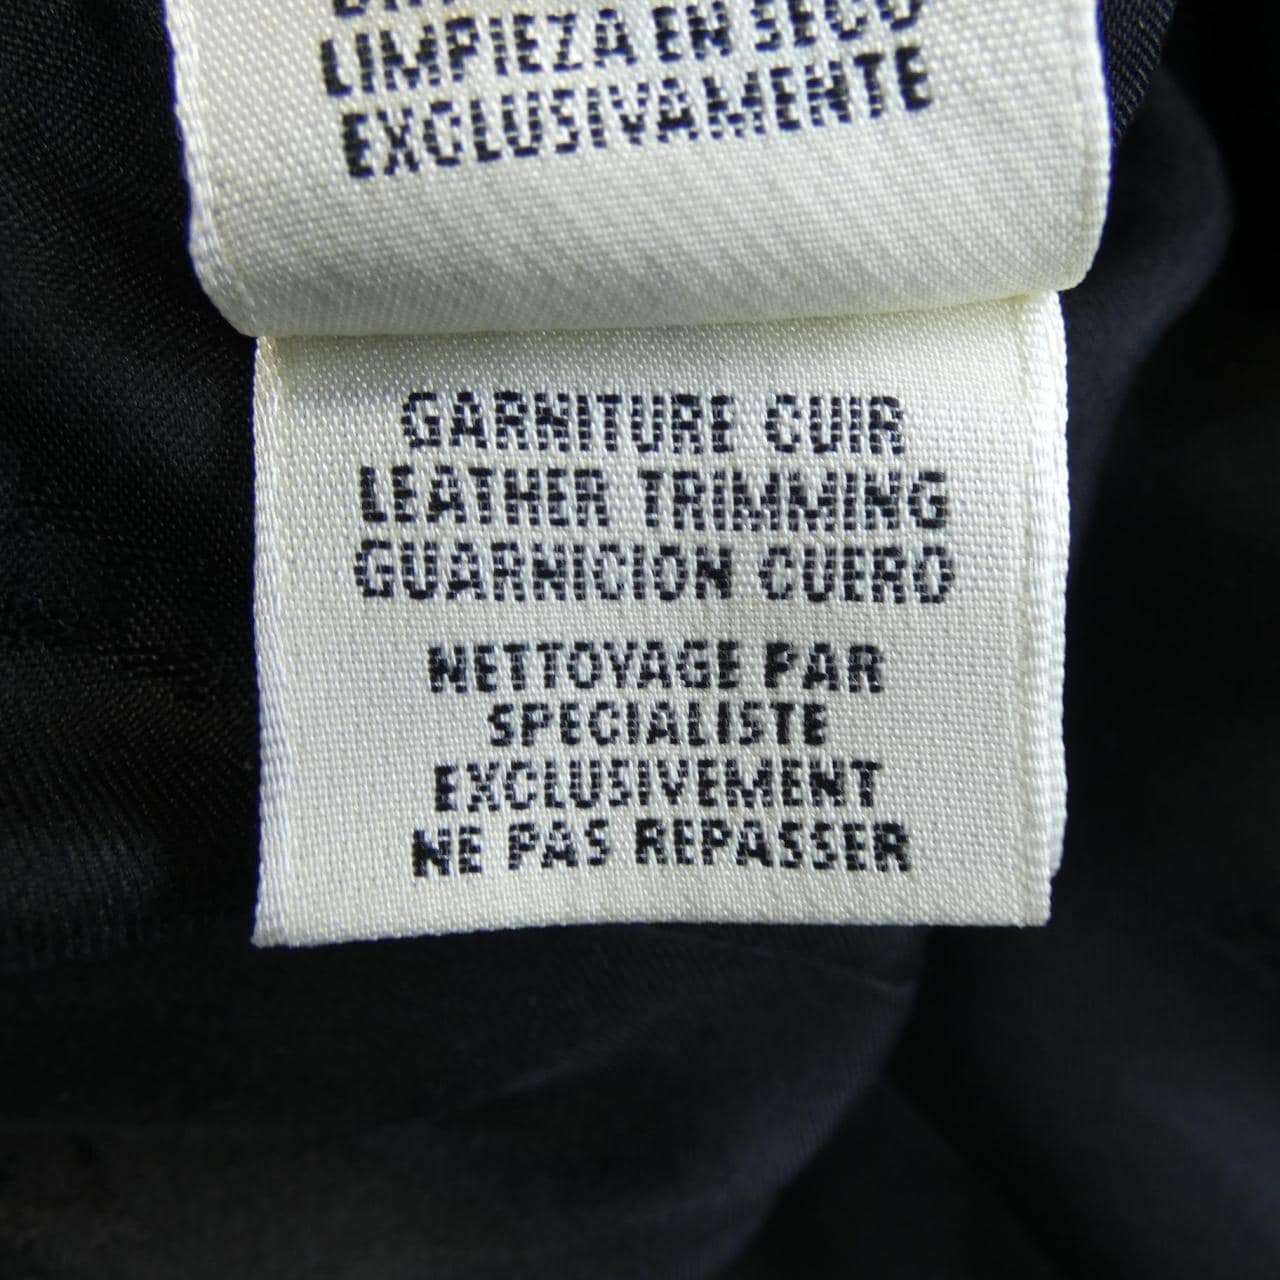 LIMPIEZA EN SECO
EXCLUSIVAMENTE
GARNITURE CUIR
LEATHER TRIMMING
GUARNICION CUERO
NETTOYAGE PAR
SPECIALISTE
EXCLUSIVEMENT
NE PAS REPASSER